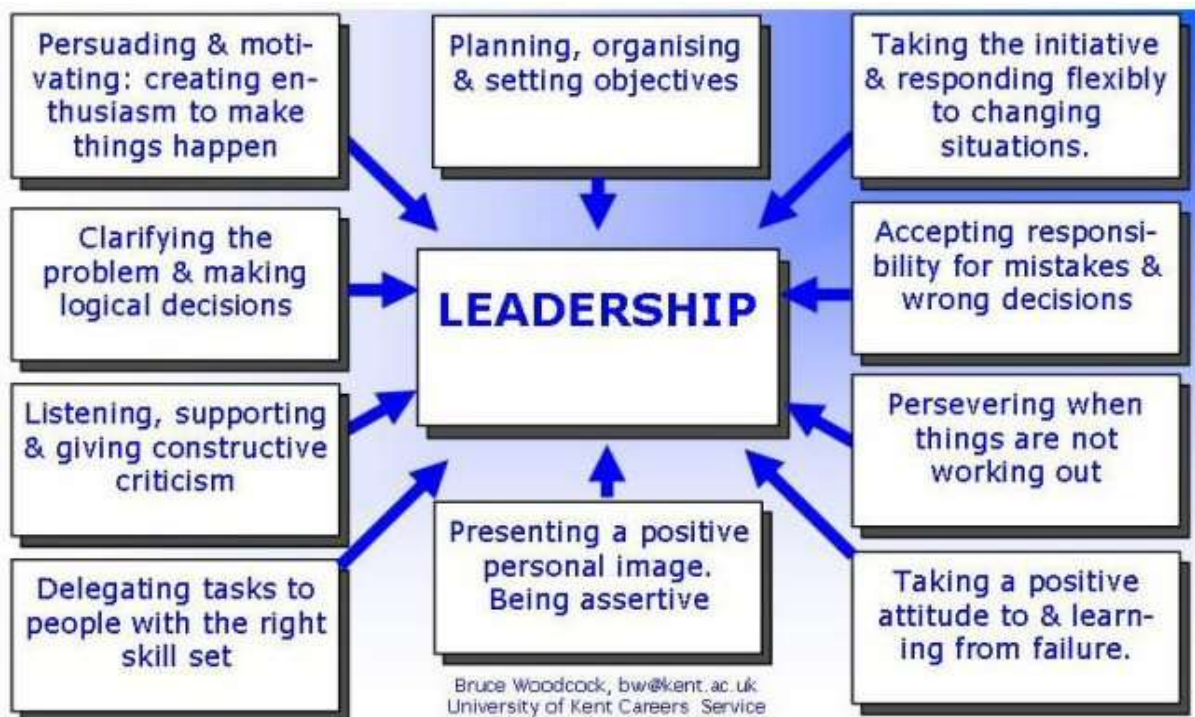 Persuading & moti-
vating: creating en-
thusiasm to make
things happen
Planning, organising
& setting objectives
Taking the initiative
& responding flexibly
to changing
situations.
Clarifying the
problem & making
logical decisions
LEADERSHIP
Accepting responsi-
bility for mistakes &
wrong decisions
Listening, supporting
& giving constructive
criticism
Persevering when
things are not
working out
Delegating tasks to
people with the right
skill set
Presenting a positive
personal image.
Being assertive
Taking a positive
attitude to & learn-
ing from failure.
Bruce Woodcock, bw@kent.ac.uk
University of Kent Careers Service